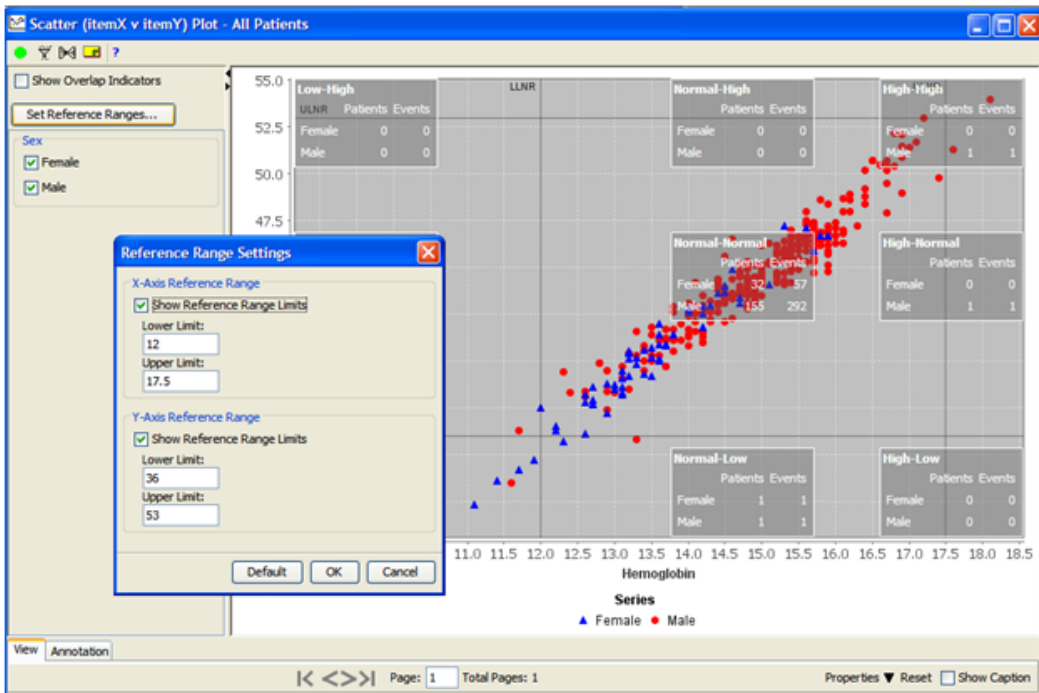 Scatter (itemX v itemY) Plot - All Patients
?
Show Overlap Indicators
Set Reference Ranges...
Sex
Female
Male
55.0
52.5
50.0
47.5
LLNR
Low-High
ULNR Patients Events
Female 0 0
Male 0 0
Normal-High
Patients Events
Female 0 0
Male 0 0
High-High
Patients Events
Female 0 0
Male 1 1
Normal-Normal
Patients Events
Female 32 57
Male 155 292
High-Normal
Patients Events
Female 0 0
Male 1 1
Normal-Low
Patients Events
Female 1 1
Male 1 1
High-Low
Patients Events
Female 0 0
Male 0 0
Reference Range Settings
X-Axis Reference Range
Show Reference Range Limits
Lower Limit:
12
Upper Limit:
17.5
Y-Axis Reference Range
Show Reference Range Limits
Lower Limit:
36
Upper Limit:
53
Default OK Cancel
11.0 11.5 12.0 12.5 13.0 13.5 14.0 14.5 15.0 15.5 16.0 16.5 17.0 17.5 18.0 18.5
Hemoglobin
Series
Female Male
View Annotation
Page: 1 Total Pages: 1
Properties Reset Show Caption